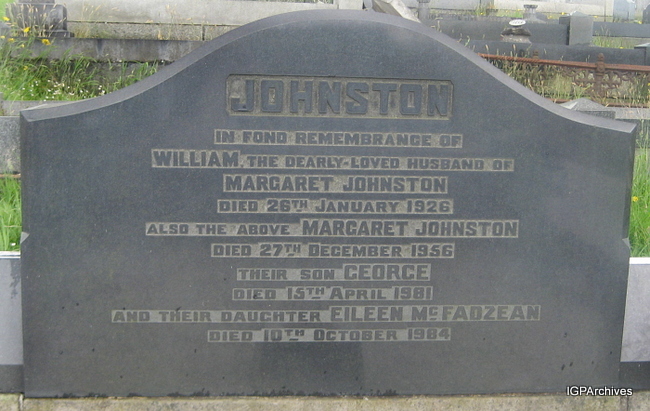 JOHNSTON
IN FOND REMEMBRANCE OF
WILLIAM, THE DEARLY-LOVED HUSBAND OF
MARGARET JOHNSTON
DIED 26TH JANUARY 1926
ALSO THE ABOVE MARGARET JOHNSTON
DIED 27TH DECEMBER 1956
THEIR SON GEORGE
DIED 15TH APRIL 1981
AND THEIR DAUGHTER EILEEN MCFADZEAN
DIED 10TH OCTOBER 1984
IGPArchives